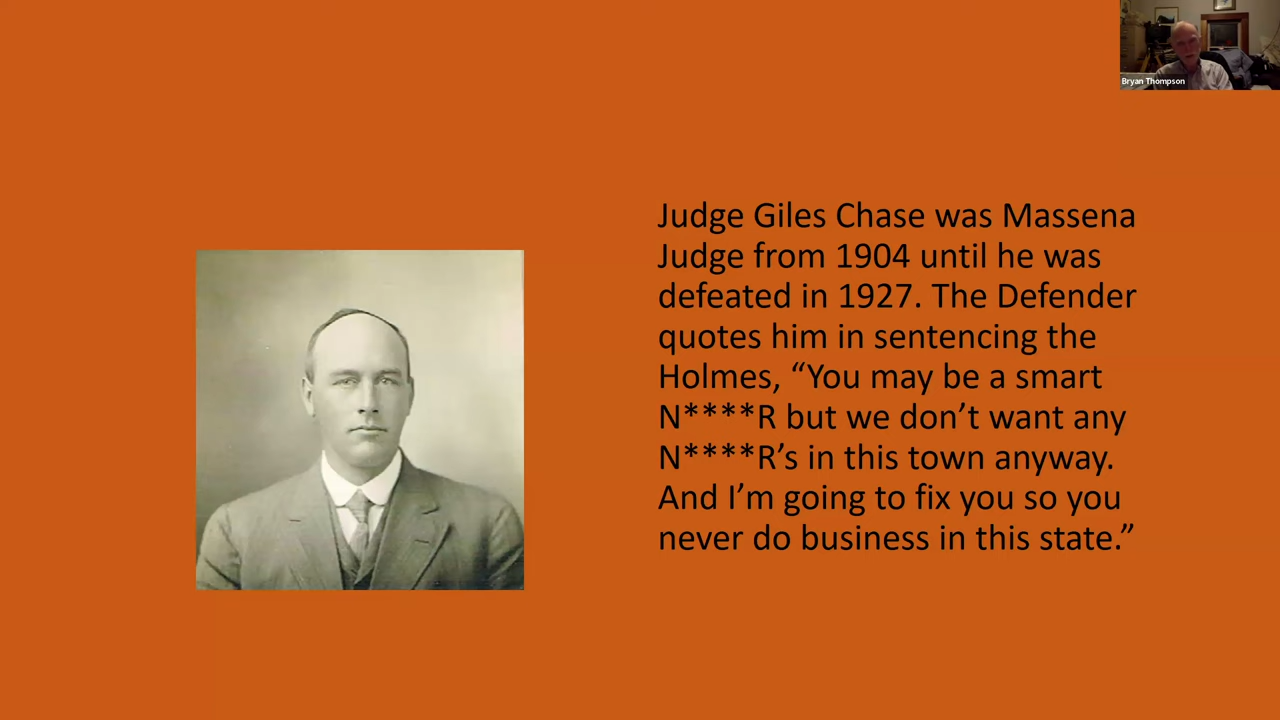 Bryan Thompson
Judge Giles Chase was Massena
Judge from 1904 until he was
defeated in 1927. The Defender
quotes him in sentencing the
Holmes, “You may be a smart
N****R but we don’t want any
N****R’s in this town anyway.
And I’m going to fix you so you
never do business in this state.”